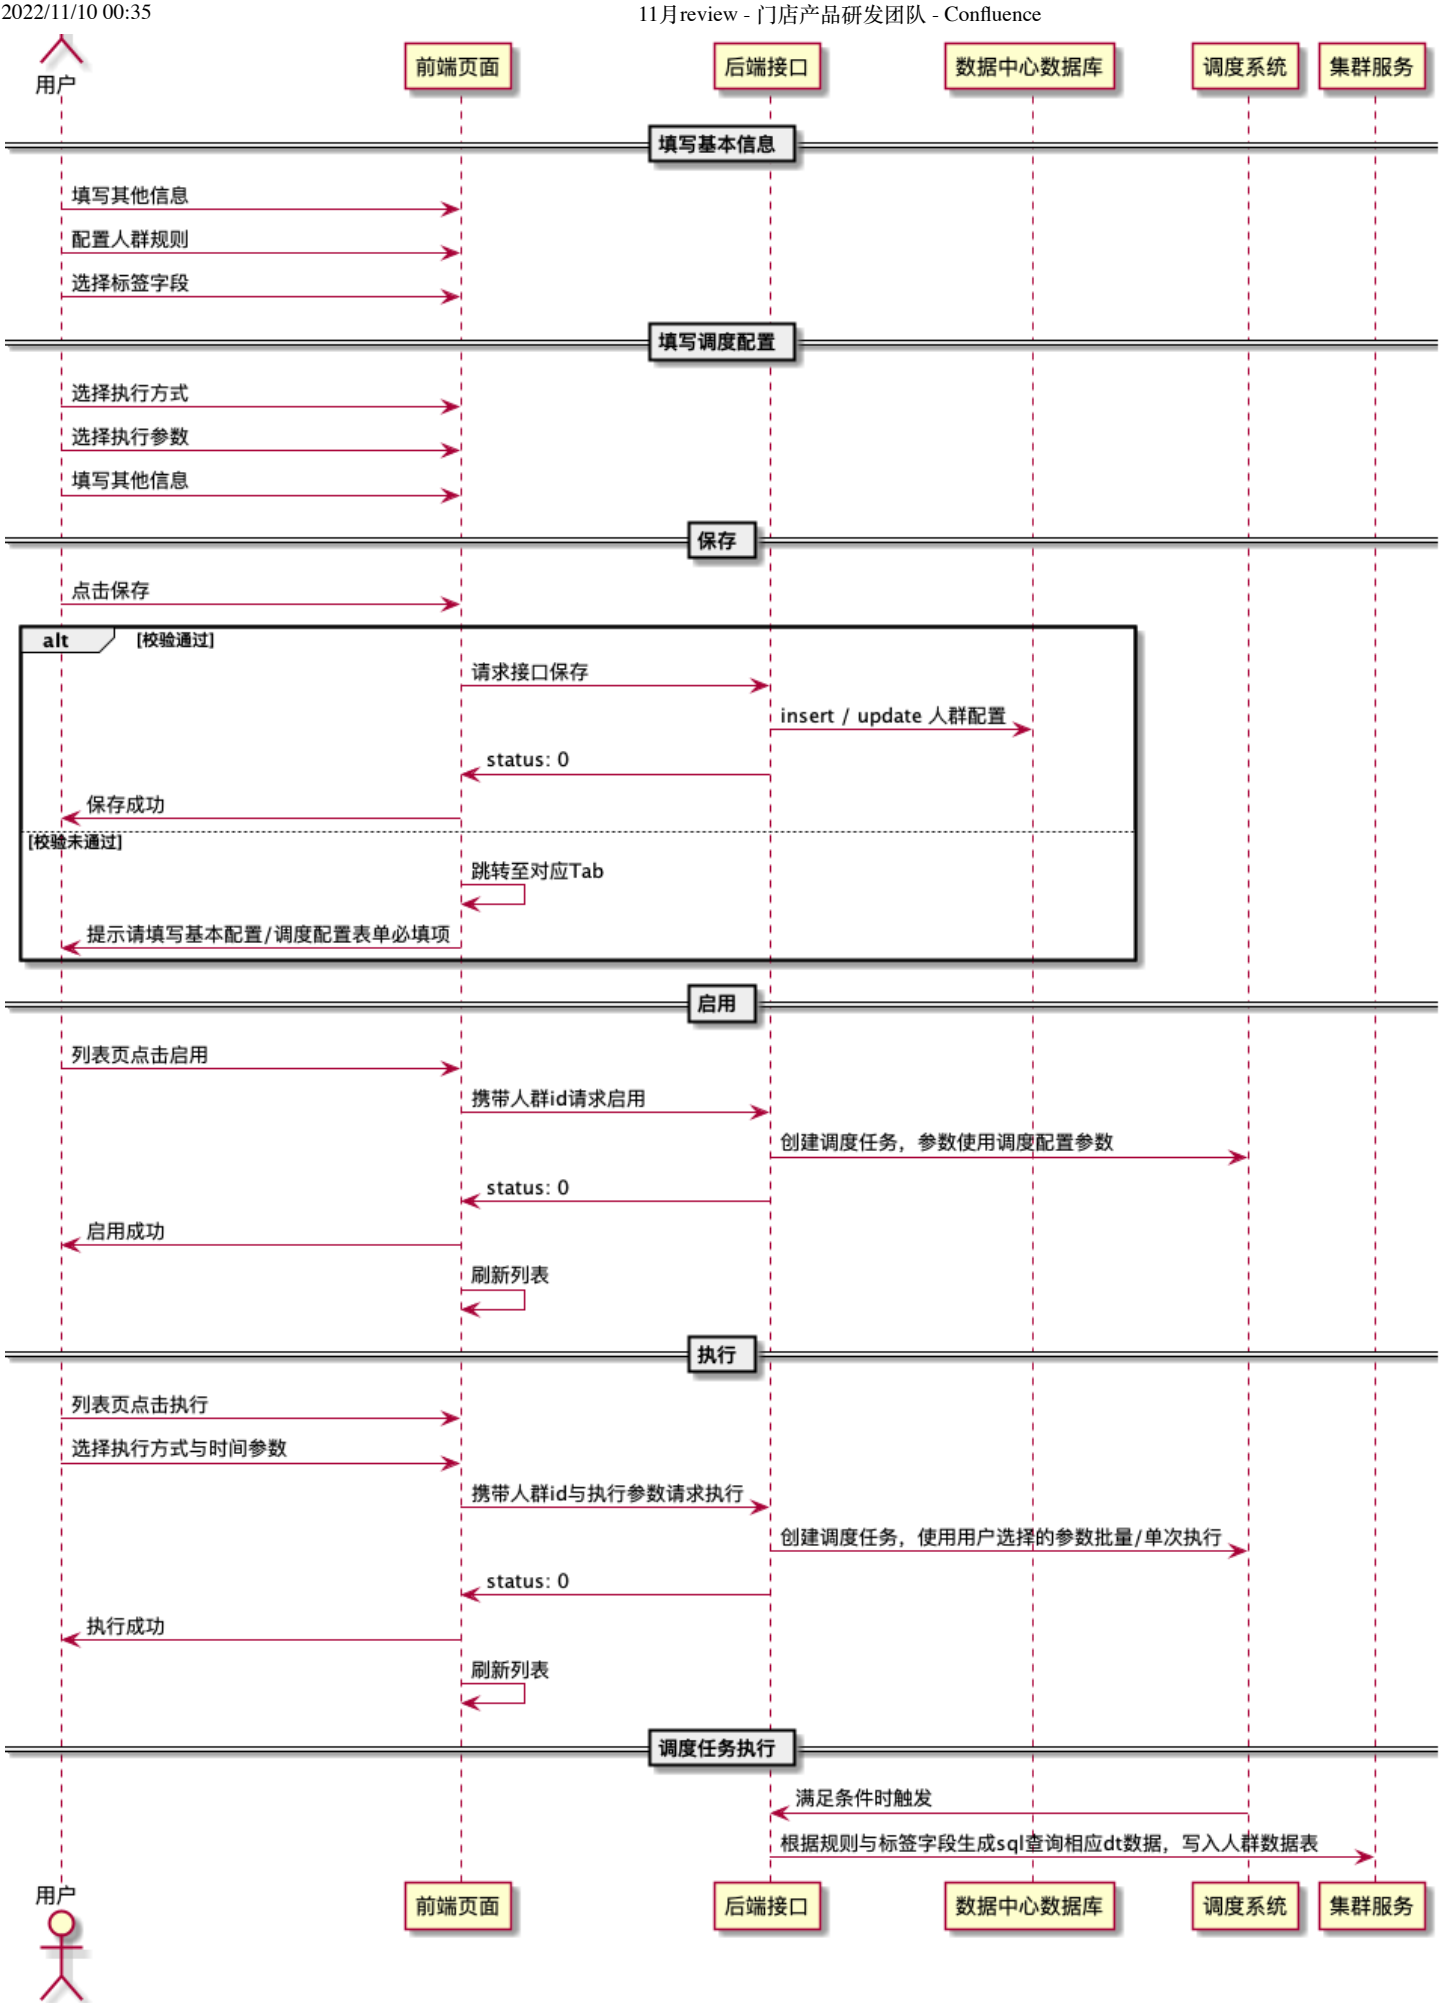 2022/11/10 00:35
11月review - 门店产品研发团队 - Confluence
用户
前端页面
后端接口
数据中心数据库
调度系统
集群服务
填写基本信息
填写其他信息
配置人群规则
选择标签字段
填写调度配置
选择执行方式
选择执行参数
填写其他信息
保存
点击保存
alt
[校验通过]
请求接口保存
insert / update 人群配置
status: 0
保存成功
[校验未通过]
跳转至对应Tab
提示请填写基本配置/调度配置表单必填项
启用
列表页点击启用
携带人群id请求启用
创建调度任务，参数使用调度配置参数
status: 0
启用成功
刷新列表
执行
列表页点击执行
选择执行方式与时间参数
携带人群id与执行参数请求执行
创建调度任务，使用用户选择的参数批量/单次执行
status: 0
执行成功
刷新列表
调度任务执行
满足条件时触发
根据规则与标签字段生成sql查询相应dt数据，写入人群数据表
用户
前端页面
后端接口
数据中心数据库
调度系统
集群服务